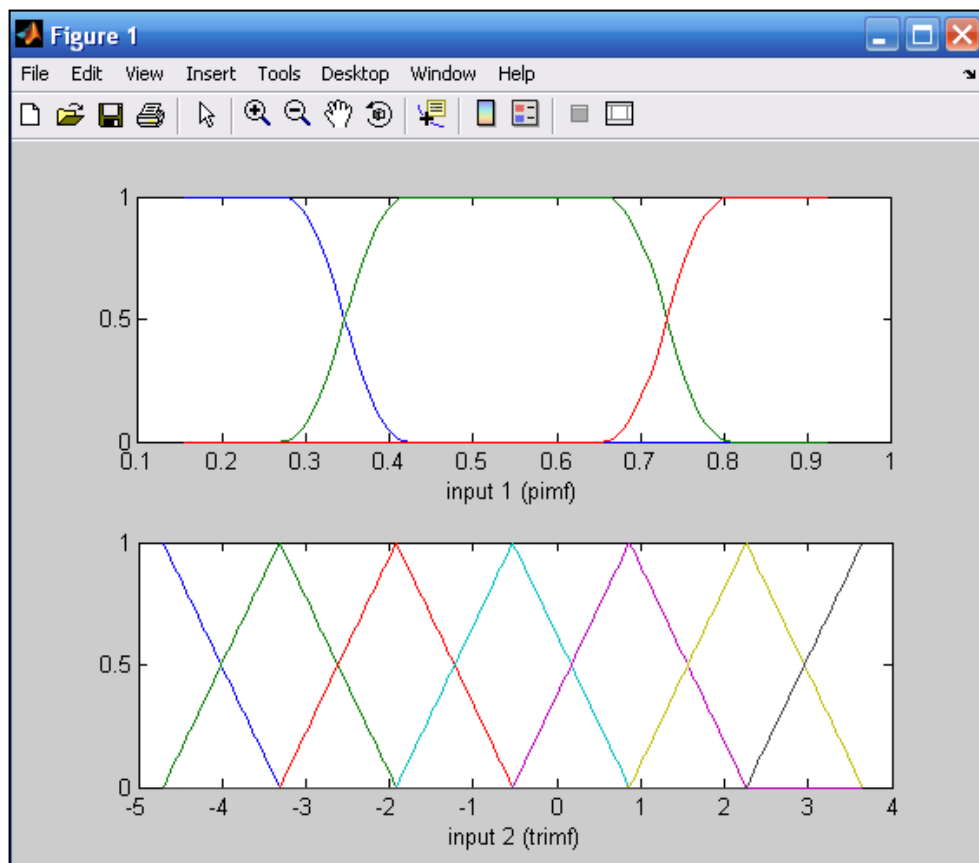 Figure 1
File Edit View Insert Tools Desktop Window Help
1
0.5
0
0.1 0.2 0.3 0.4 0.5 0.6 0.7 0.8 0.9 1
input 1 (pimf)
1
0.5
0
-5 -4 -3 -2 -1 0 1 2 3 4
input 2 (trimf)